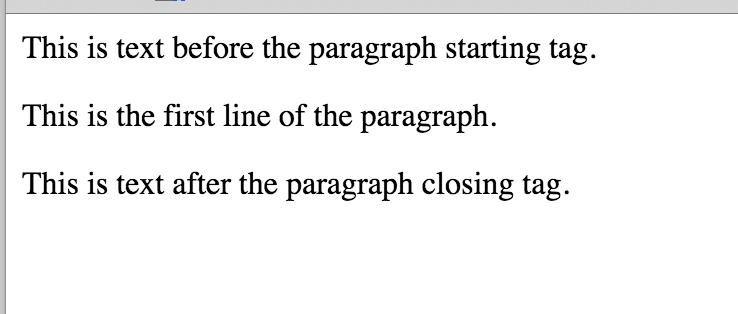 This is text before the paragraph starting tag.
This is the first line of the paragraph.
This is text after the paragraph closing tag.